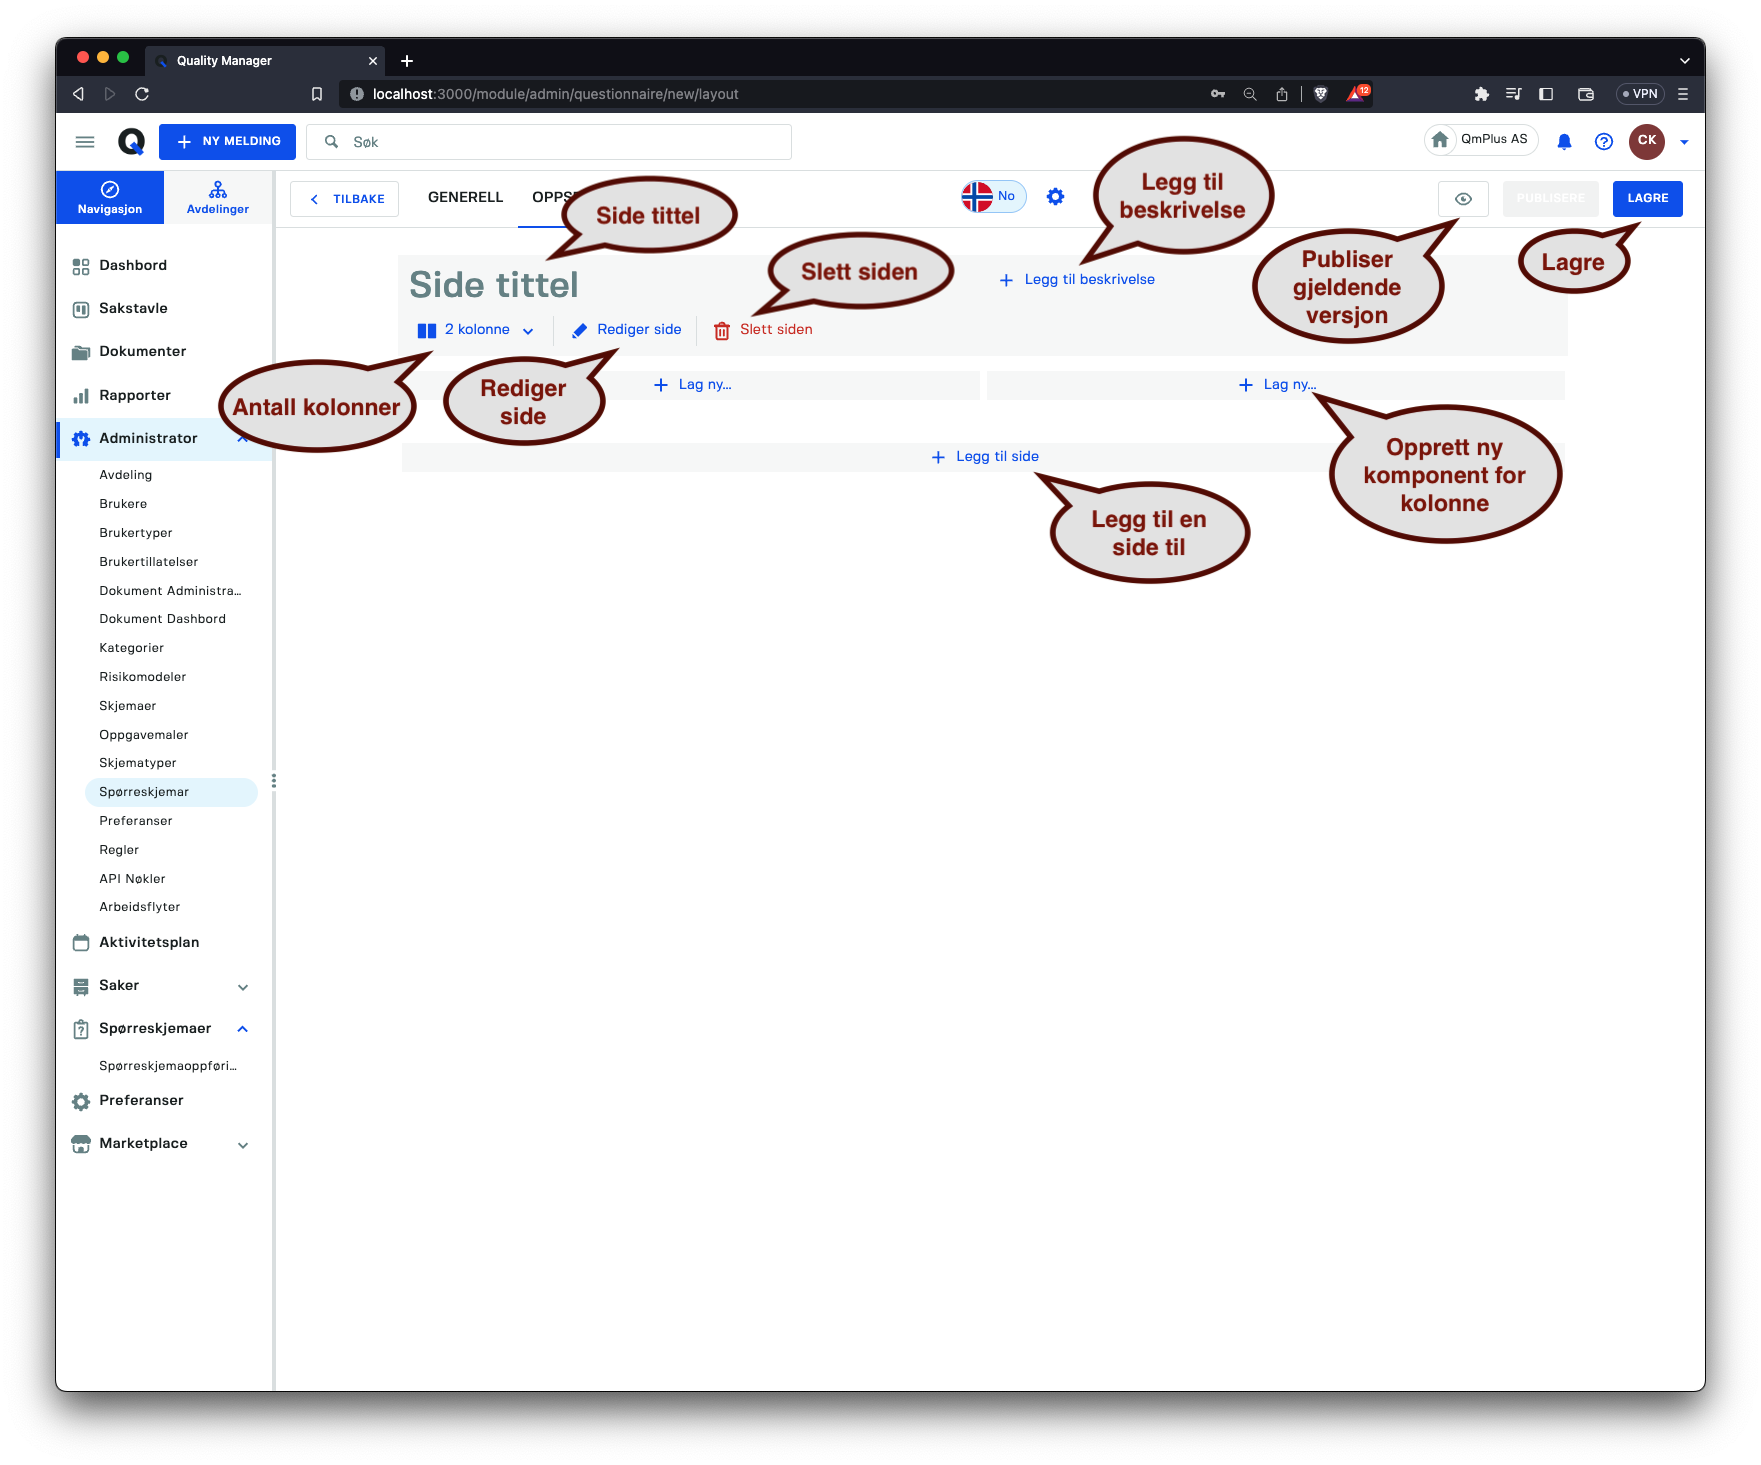 Quality Manager
localhost:3000/module/admin/questionnaire/new/layout
12
VPN
NY MELDING
Søk
QmPlus AS
CK
Navigasjon
Avdelinger
TILBAKE
GENERELL
No
PUBLISERE
LAGRE
Side tittel
Legg til
beskrivelse
Slett siden
Publiser
gjeldende
versjon
Lagre
Side tittel
Legg til beskrivelse
2 kolonne
Rediger side
Slett siden
Antall kolonner
Rediger
side
Lag ny...
Lag ny...
Opprett ny
komponent for
kolonne
Legg til side
Legg til en
side til
Dashbord
Sakstavle
Dokumenter
Rapporter
Administrator
Avdeling
Brukere
Brukertyper
Brukertillatelser
Dokument Administra...
Dokument Dashbord
Kategorier
Risikomodeler
Skjemaer
Oppgavemaler
Skjematyper
Spørreskjemar
Preferanser
Regler
API Nøkler
Arbeidsflyter
Aktivitetsplan
Saker
Spørreskjemaer
Spørreskjemaoppføri...
Preferanser
Marketplace